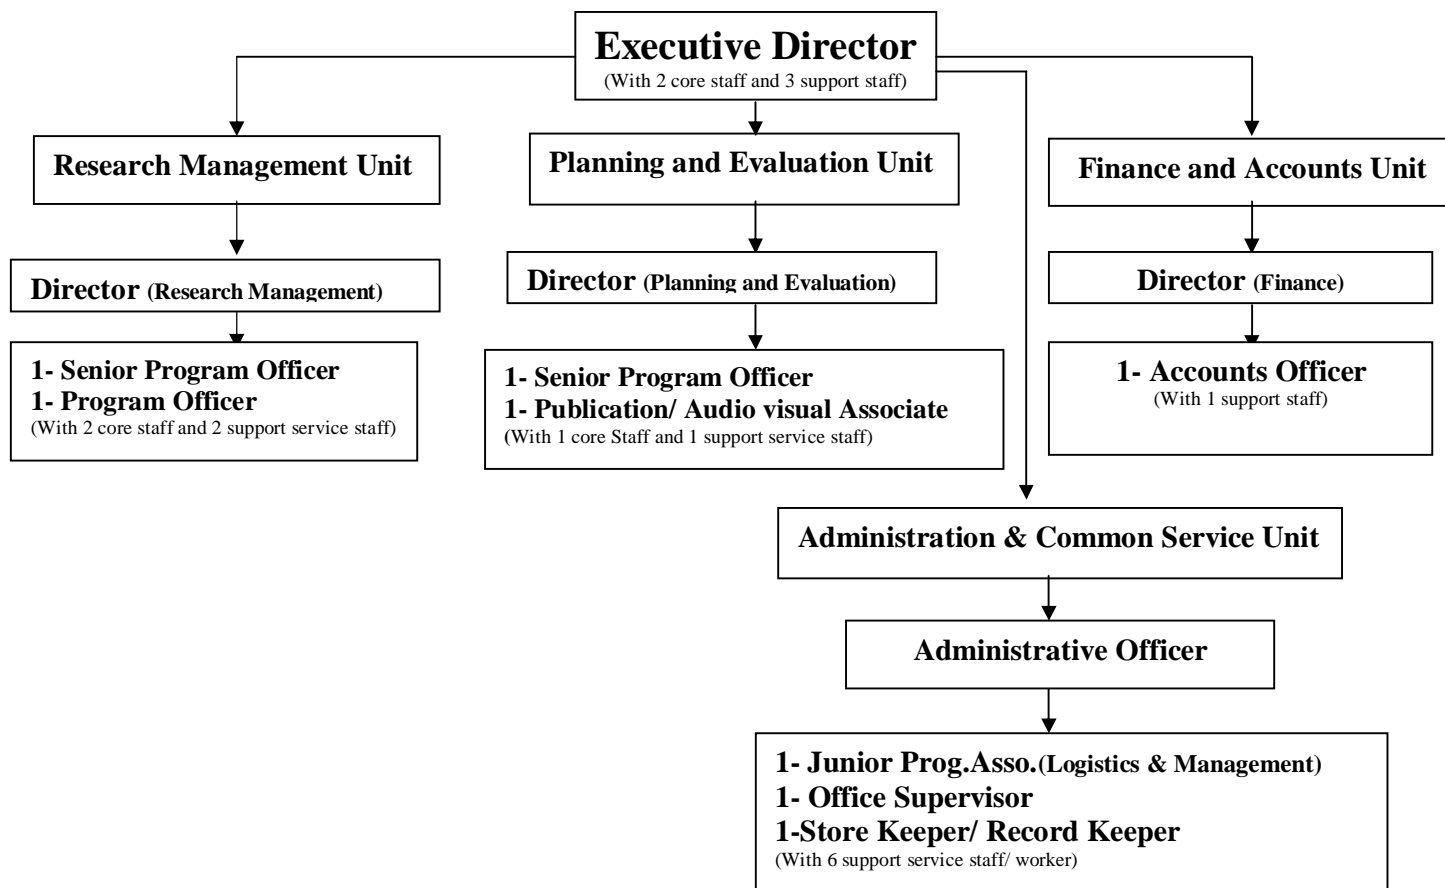 Executive Director
(With 2 core staff and 3 support staff)
Research Management Unit
Planning and Evaluation Unit
Finance and Accounts Unit
Director (Research Management)
Director (Planning and Evaluation)
Director (Finance)
1- Senior Program Officer
1- Program Officer
(With 2 core staff and 2 support service staff)
1- Senior Program Officer
1- Publication/ Audio visual Associate
(With 1 core Staff and 1 support service staff)
1- Accounts Officer
(With 1 support staff)
Administration & Common Service Unit
Administrative Officer
1- Junior Prog.Asso.(Logistics & Management)
1- Office Supervisor
1-Store Keeper/ Record Keeper
(With 6 support service staff/ worker)